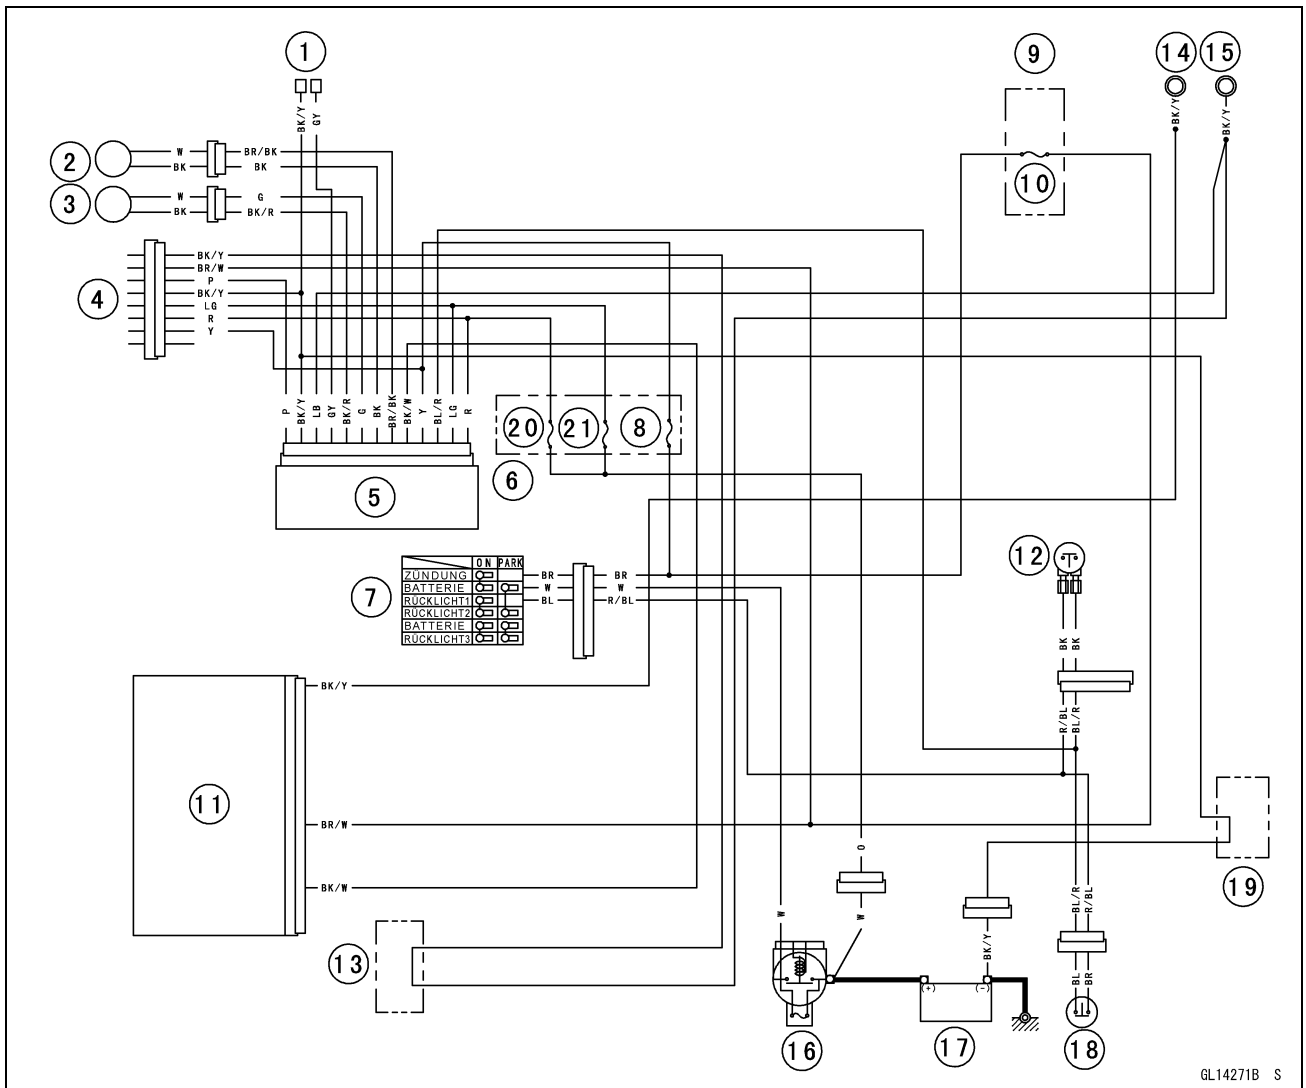 1
9
14 15
BK/Y GY
BK/Y BK/Y
2 W BR/BK
BK BK
10
3 W G
BK BK/R
BK/Y
BR/W
P
4 BK/Y
LG
R
Y
P BK/Y LB GY BK/R G BK BR/BK BK/W Y BL/R LG R
20 21 8
6
5
12
ON PARK
7
ZÜNDUNG BR BR
BATTERIE W W
RÜCKLICHT1 BL R/BL
RÜCKLICHT2
BATTERIE
RÜCKLICHT3
BK BK
BK/Y
R/BL BL/R
11
BR/W
O
BK/W
19
BL/R R/BL
W W
BK/Y
13
BL BR
(+) (-)
16 17 18
GL14271B S